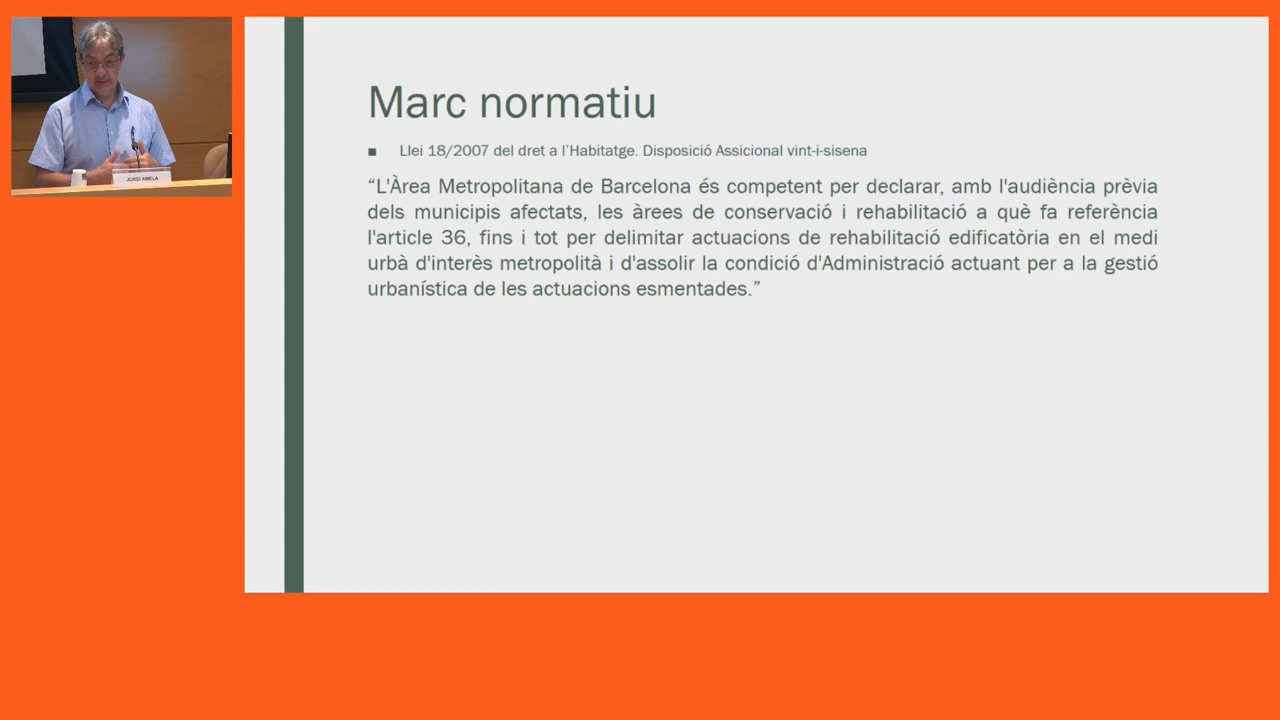 JORDI AMELA
Marc normatiu
▪ Llei 18/2007 del dret a l´Habitatge. Disposició Assicional vint-i-sisena
“L'Àrea Metropolitana de Barcelona és competent per declarar, amb l'audiència prèvia
dels municipis afectats, les àrees de conservació i rehabilitació a què fa referència
l'article 36, fins i tot per delimitar actuacions de rehabilitació edificatòria en el medi
urbà d'interès metropolità i d'assolir la condició d'Administració actuant per a la gestió
urbanística de les actuacions esmentades.”